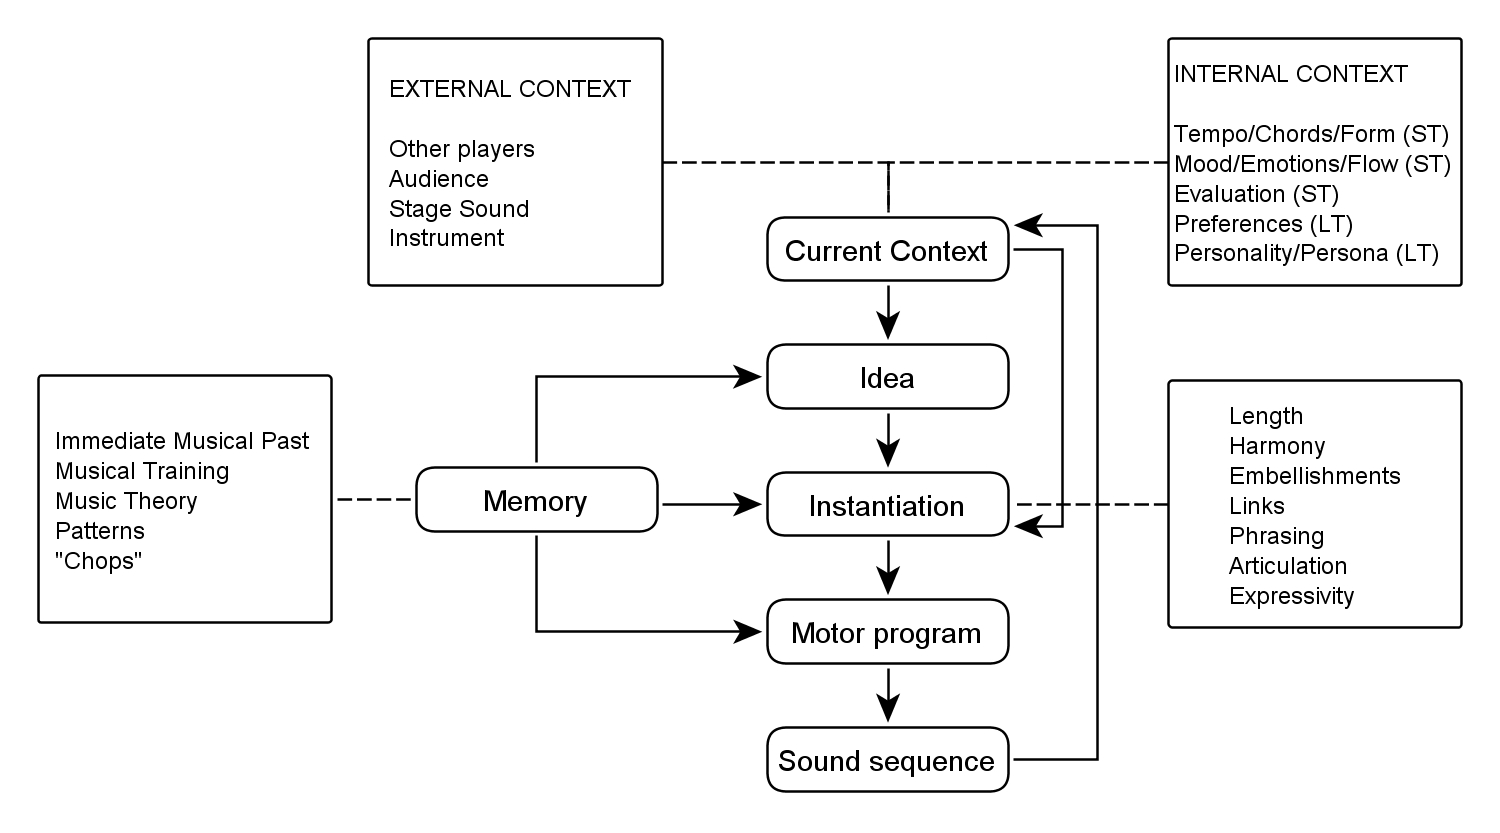 EXTERNAL CONTEXT
Other players
Audience
Stage Sound
Instrument
INTERNAL CONTEXT
Tempo/Chords/Form (ST)
Mood/Emotions/Flow (ST)
Evaluation (ST)
Preferences (LT)
Personality/Persona (LT)
Current Context
Idea
Immediate Musical Past
Musical Training
Music Theory
Patterns
"Chops"
Memory
Instantiation
Length
Harmony
Embellishments
Links
Phrasing
Articulation
Expressivity
Motor program
Sound sequence